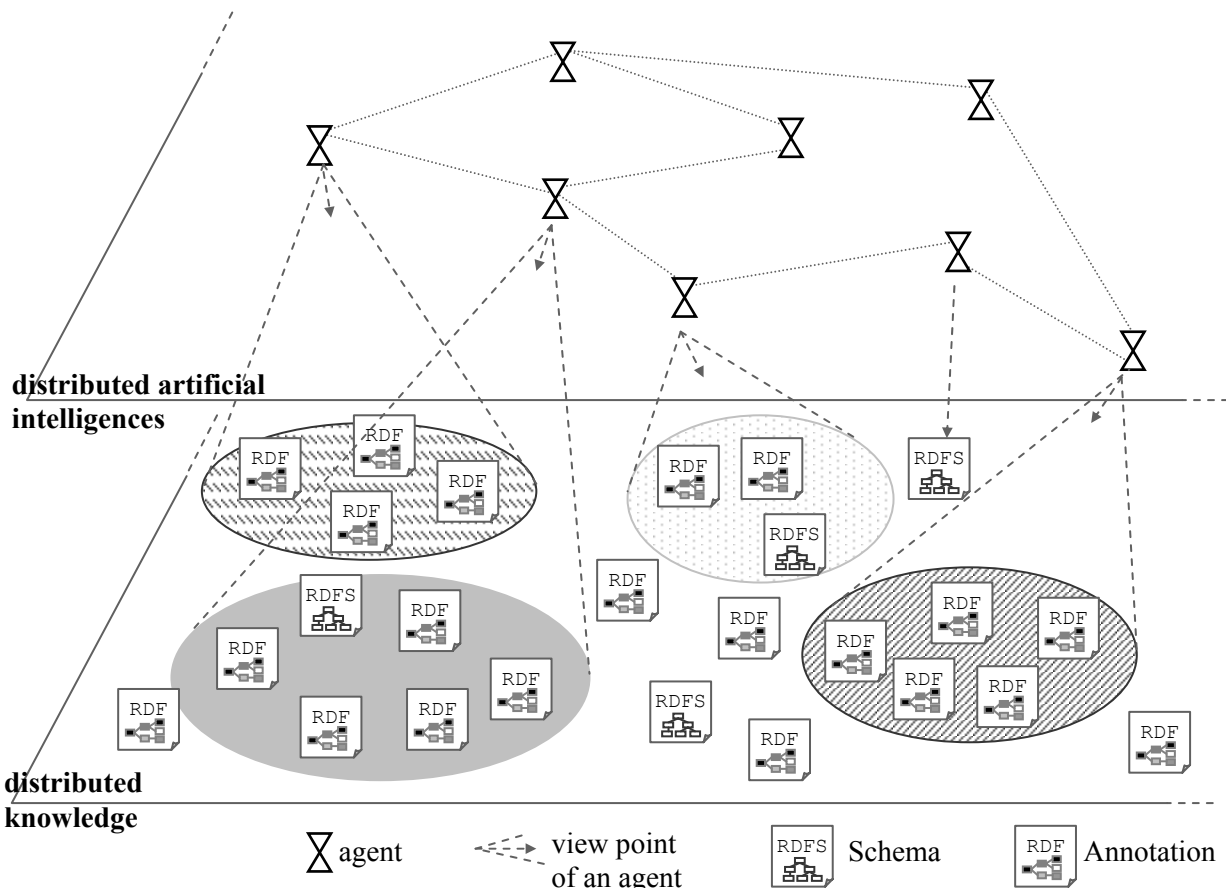 distributed artificial
intelligences
RDF
RDF
RDF
RDF
RDF
RDF
RDFS
RDFS
RDFS
RDF
RDF
RDF
RDF
RDF
RDF
RDF
RDF
RDF
RDF
RDF
RDF
RDF
RDF
RDFS
RDF
RDF
RDF
distributed
knowledge
agent
view point
of an agent
RDFS
Schema
RDF
Annotation